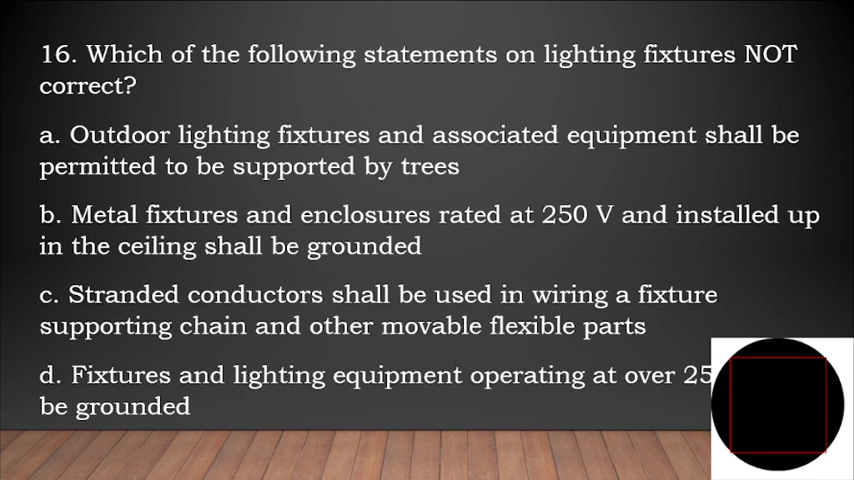 16. Which of the following statements on lighting fixtures NOT
correct?
a. Outdoor lighting fixtures and associated equipment shall be
permitted to be supported by trees
b. Metal fixtures and enclosures rated at 250 V and installed up
in the ceiling shall be grounded
c. Stranded conductors shall be used in wiring a fixture
supporting chain and other movable flexible parts
d. Fixtures and lighting equipment operating at over 25
be grounded